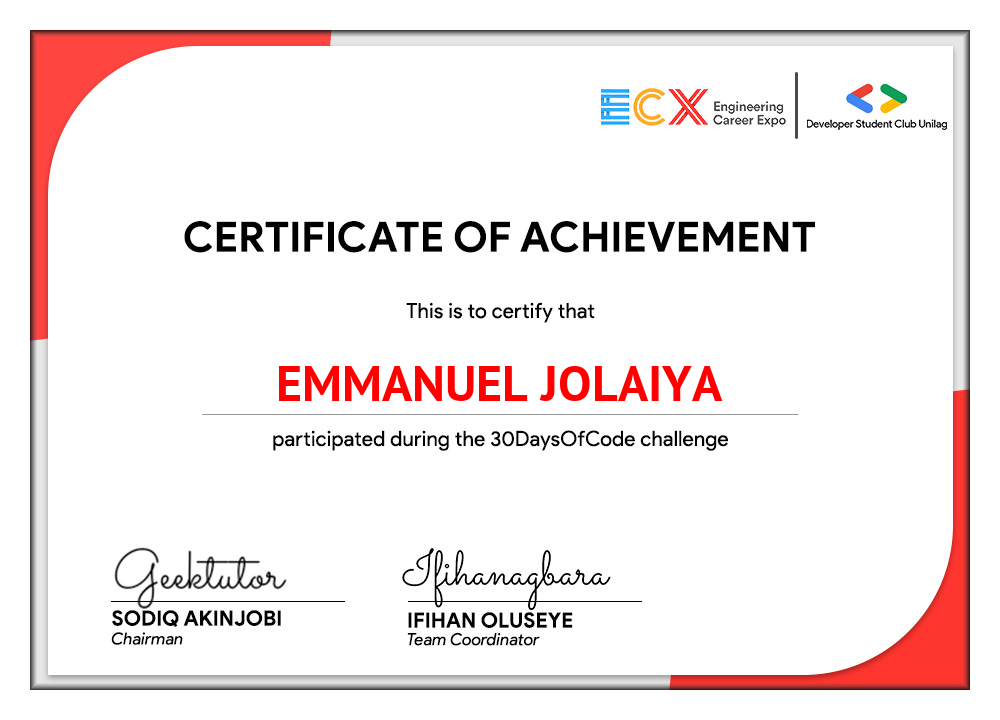 ECX Engineering
Career Expo
Developer Student Club Unilag
CERTIFICATE OF ACHIEVEMENT
This is to certify that
EMMANUEL JOLAIYA
participated during the 30DaysOfCode challenge
Geektutor
SODIQ AKINJOBI
Chairman
Ifihanagbara
IFIHAN OLUSEYE
Team Coordinator